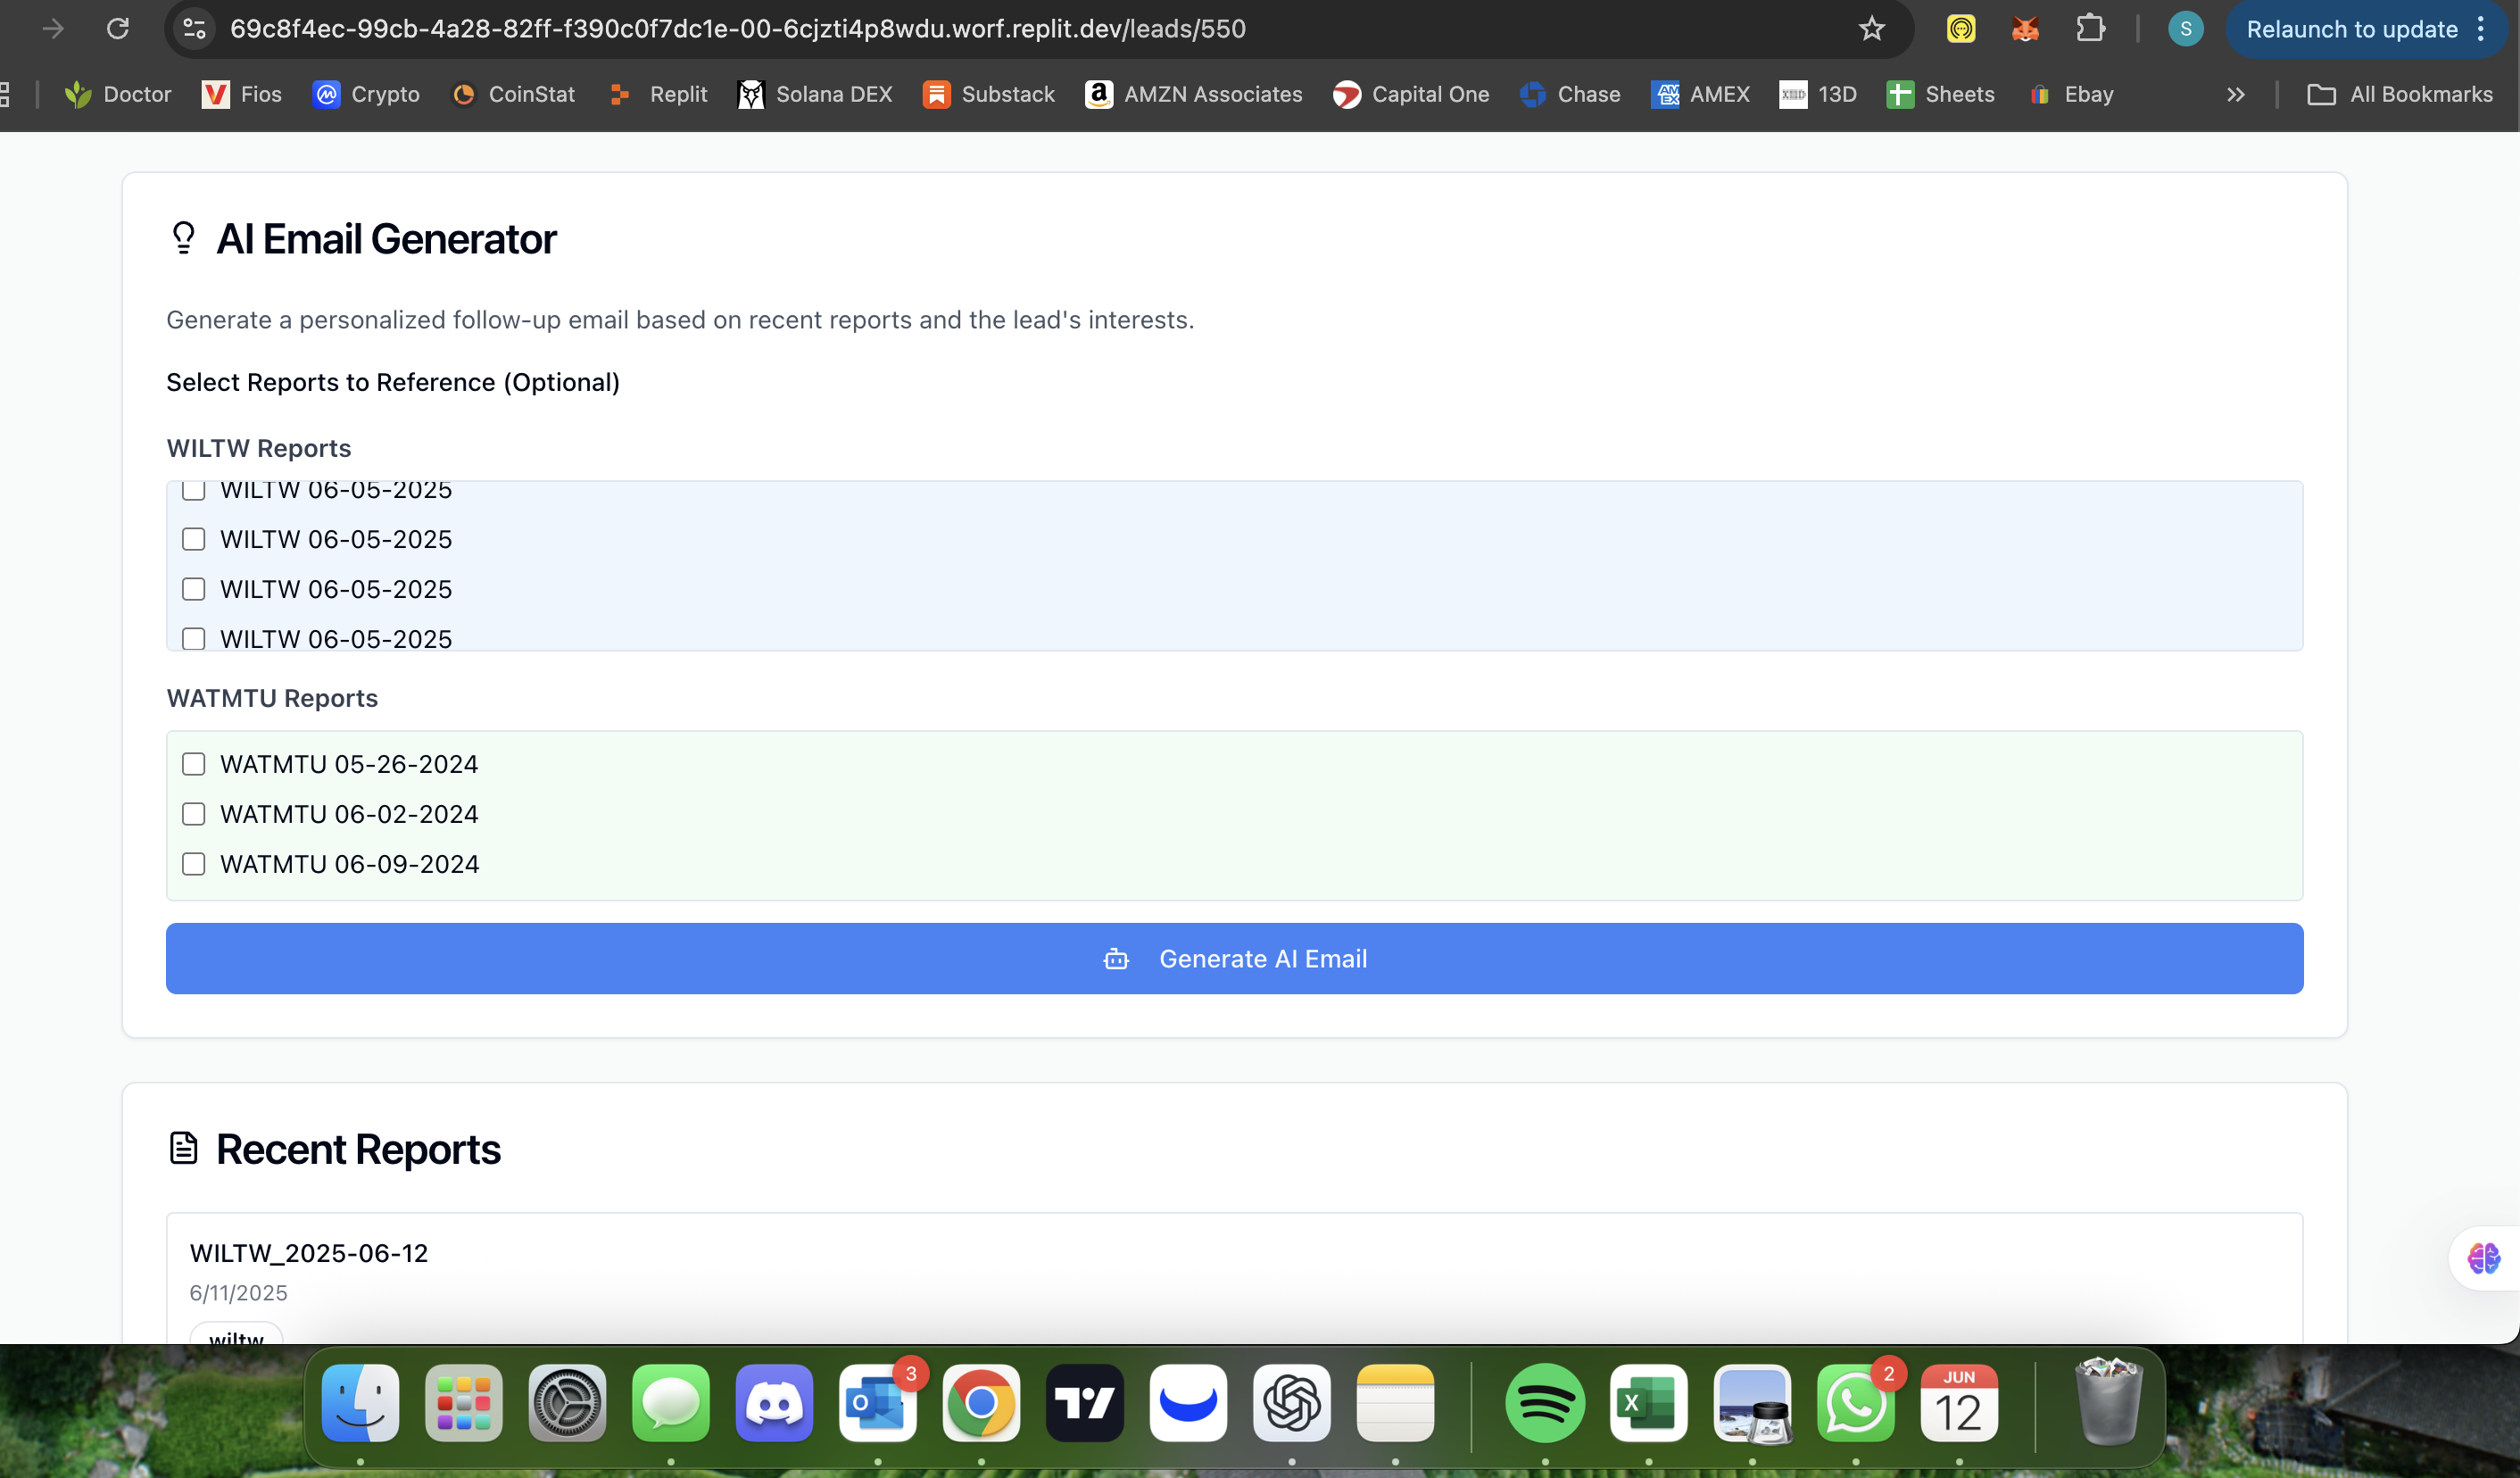 69c8f4ec-99cb-4a28-82ff-f390c0f7dc1e-00-6cjzti4p8wdu.worf.replit.dev/leads/550
S
Relaunch to update
Doctor
Fios
Crypto
CoinStat
Replit
Solana DEX
Substack
AMZN Associates
Capital One
Chase
AMEX
13D
Sheets
Ebay
All Bookmarks
AI Email Generator
Generate a personalized follow-up email based on recent reports and the lead's interests.
Select Reports to Reference (Optional)
WILTW Reports
WILTW 06-05-2025
WILTW 06-05-2025
WILTW 06-05-2025
WILTW 06-05-2025
WATMTU Reports
WATMTU 05-26-2024
WATMTU 06-02-2024
WATMTU 06-09-2024
Generate AI Email
Recent Reports
WILTW_2025-06-12
6/11/2025
wiltw
3
2
JUN
12